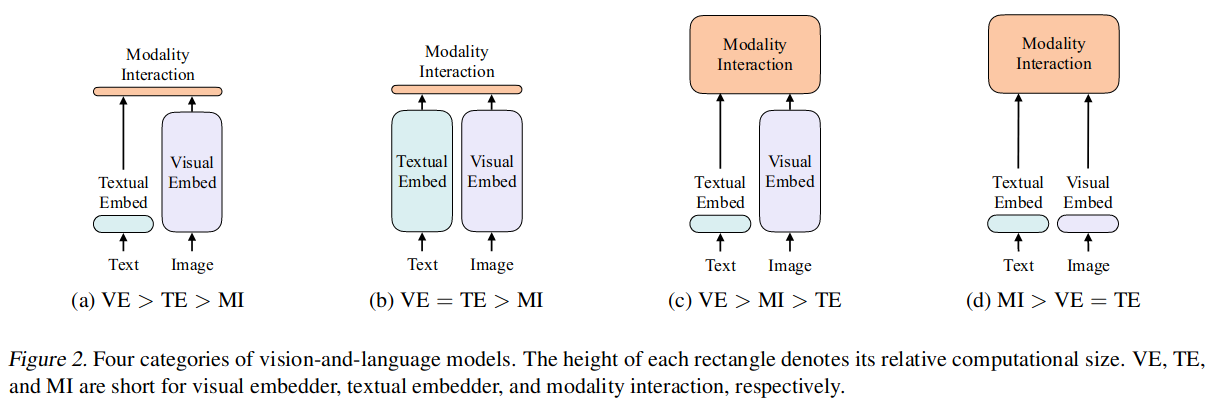 Modality
Interaction
Visual
Embed
Textual
Embed
Text
Image
(a) VE > TE > MI
Modality
Interaction
Textual
Embed
Visual
Embed
Text
Image
(b) VE = TE > MI
Modality
Interaction
Textual
Embed
Visual
Embed
Text
Image
(c) VE > MI > TE
Modality
Interaction
Textual
Embed
Visual
Embed
Text
Image
(d) MI > VE = TE
Figure 2. Four categories of vision-and-language models. The height of each rectangle denotes its relative computational size. VE, TE,
and MI are short for visual embedder, textual embedder, and modality interaction, respectively.